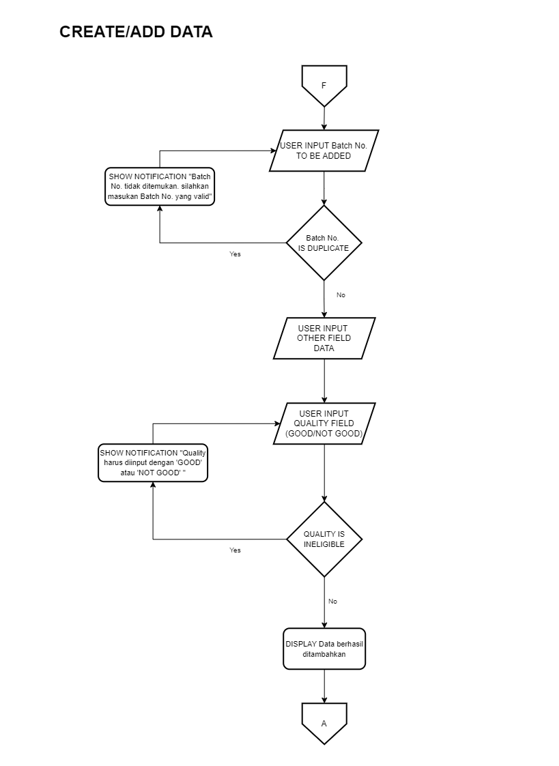 CREATE/ADD DATA
F
USER INPUT Batch No.
TO BE ADDED
SHOW NOTIFICATION "Batch
No. tidak ditemukan. silahkan
masukan Batch No. yang valid"
Batch No.
IS DUPLICATE
Yes
No
USER INPUT
OTHER FIELD
DATA
USER INPUT
QUALITY FIELD
(GOOD/NOT GOOD)
SHOW NOTIFICATION "Quality
harus diinput dengan 'GOOD'
atau 'NOT GOOD' "
QUALITY IS
INELIGIBLE
Yes
No
DISPLAY Data berhasil
ditambahkan
A